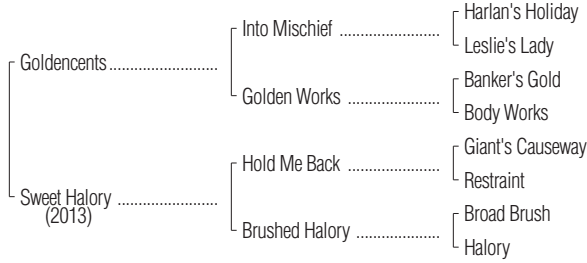 Harlan's Holiday
Into Mischief ....................
Leslie's Lady
Goldencents ......................
Banker's Gold
Golden Works ..................
Body Works
Giant's Causeway
Hold Me Back ....................
Restraint
Sweet Halory ....................
(2013)
Broad Brush
Brushed Halory .................
Halory